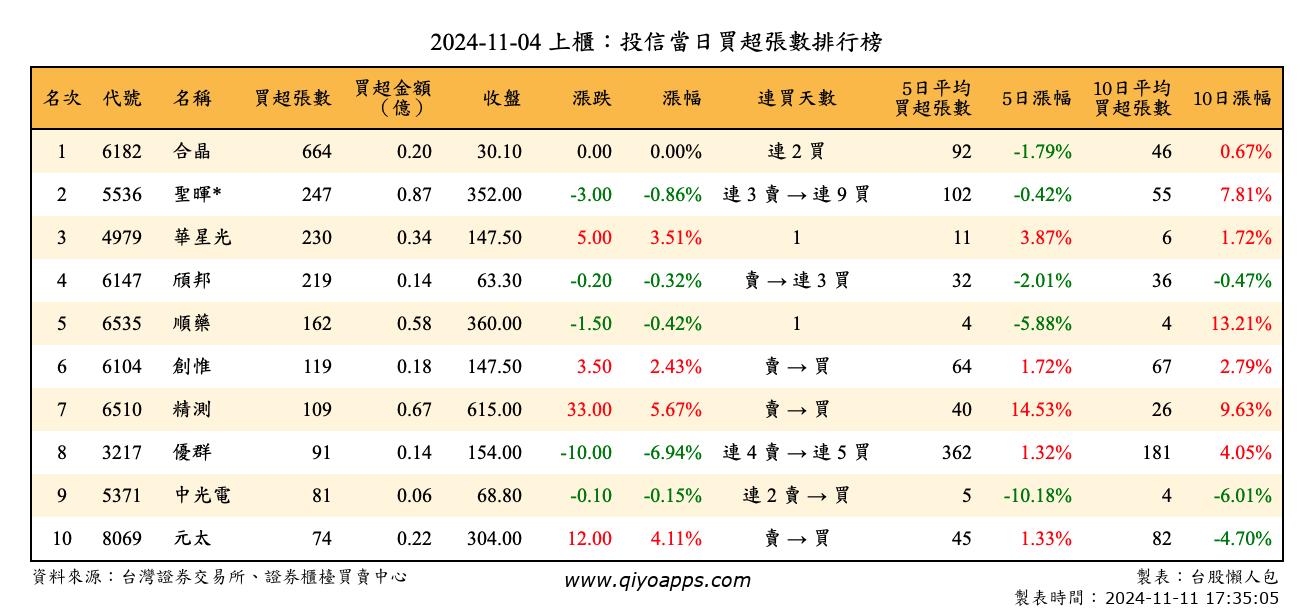 2024-11-04 上櫃：投信當日買超張數排行榜
名次 代號 名稱 買超張數 買超金額（億） 收盤 漲跌 漲幅 連買天數 5日平均買超張數 5日漲幅 10日平均買超張數 10日漲幅
1 6182 合晶 664 0.20 30.10 0.00 0.00% 連 2 買 92 -1.79% 46 0.67%
2 5536 聖暉* 247 0.87 352.00 -3.00 -0.86% 連 3 賣 → 連 9 買 102 -0.42% 55 7.81%
3 4979 華星光 230 0.34 147.50 5.00 3.51% 1 11 3.87% 6 1.72%
4 6147 頎邦 219 0.14 63.30 -0.20 -0.32% 賣 → 連 3 買 32 -2.01% 36 -0.47%
5 6535 順藥 162 0.58 360.00 -1.50 -0.42% 1 4 -5.88% 4 13.21%
6 6104 創惟 119 0.18 147.50 3.50 2.43% 賣 → 買 64 1.72% 67 2.79%
7 6510 精測 109 0.67 615.00 33.00 5.67% 賣 → 買 40 14.53% 26 9.63%
8 3217 優群 91 0.14 154.00 -10.00 -6.94% 連 4 賣 → 連 5 買 362 1.32% 181 4.05%
9 5371 中光電 81 0.06 68.80 -0.10 -0.15% 連 2 賣 → 買 5 -10.18% 4 -6.01%
10 8069 元太 74 0.22 304.00 12.00 4.11% 賣 → 買 45 1.33% 82 -4.70%
資料來源：台灣證券交易所、證券櫃檯買賣中心 www.qiyoapps.com 製表：台股懶人包
製表時間：2024-11-11 17:35:05